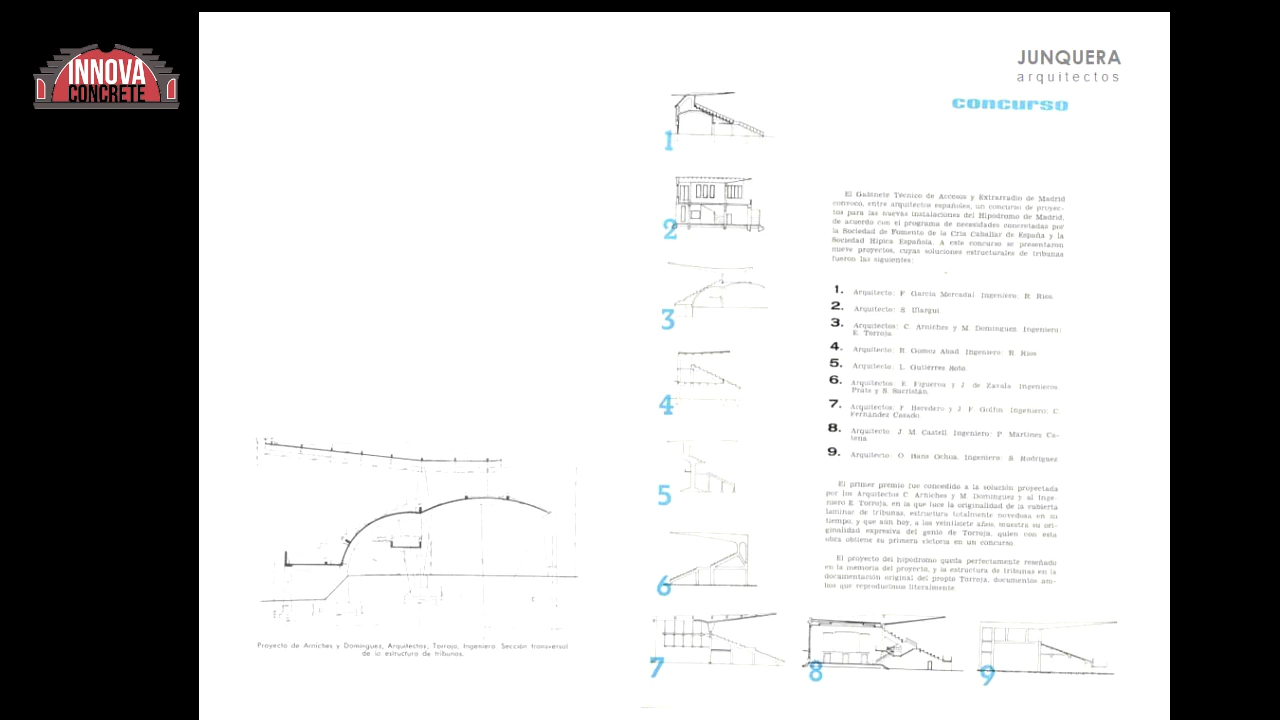 INNOVA
CONCRETE
JUNQUERA
arquitectos
concurso
El Gabinete Técnico de Accesos y Extrarradio de Madrid
convocó, entre arquitectos españoles, un concurso de proyec-
tos para las nuevas instalaciones del Hipódromo de Madrid,
de acuerdo con el programa de necesidades concretadas por
la Sociedad de Fomento de la Cría Caballar de España y la
Sociedad Hípica Española. A este concurso se presentaron
nueve proyectos, cuyas soluciones estructurales de tribunas
fueron las siguientes:
1. Arquitecto: F. García Mercadal Ingeniero: R. Ríos
2. Arquitecto: S. Ulargui
3. Arquitectos: C. Arniches y M. Domínguez. Ingeniero:
E. Torroja.
4. Arquitecto: R. Gómez Abad Ingeniero: R. Ríos
5. Arquitecto: L. Gutiérrez Soto
6. Arquitectos: E. Figueroa y J. de Zavala Ingenieros:
Prats y B. Sacristán
7. Arquitectos: F. Heredero y J. F. Golfín Ingeniero: C.
Fernández Casado
8. Arquitecto J. M. Castell Ingeniero: P. Martínez Ca-
tena
9. Arquitecto: O. Hans Ochoa. Ingeniero: S. Rodríguez
El primer premio fue concedido a la solución proyectada
por los Arquitectos C. Arniches y M. Domínguez y al Inge-
niero E. Torroja, en la que luce la originalidad de la cubierta
laminar de tribunas, estructura totalmente novedosa en su
tiempo, y que aún hoy, a los veintisiete años, muestra su ori-
ginalidad expresiva del genio de Torroja, quien con esta
obra obtiene su primera victoria en un concurso.
El proyecto del hipódromo queda perfectamente reseñado
en la memoria del proyecto, y la estructura de tribunas en la
documentación original del propio Torroja, documentos am-
bos que reproducimos literalmente.
1
2
3
4
5
6
7
8
9
Proyecto de Arniches y Domínguez, Arquitectos, Torroja, Ingeniero. Sección transversal
de la estructura de tribunas.